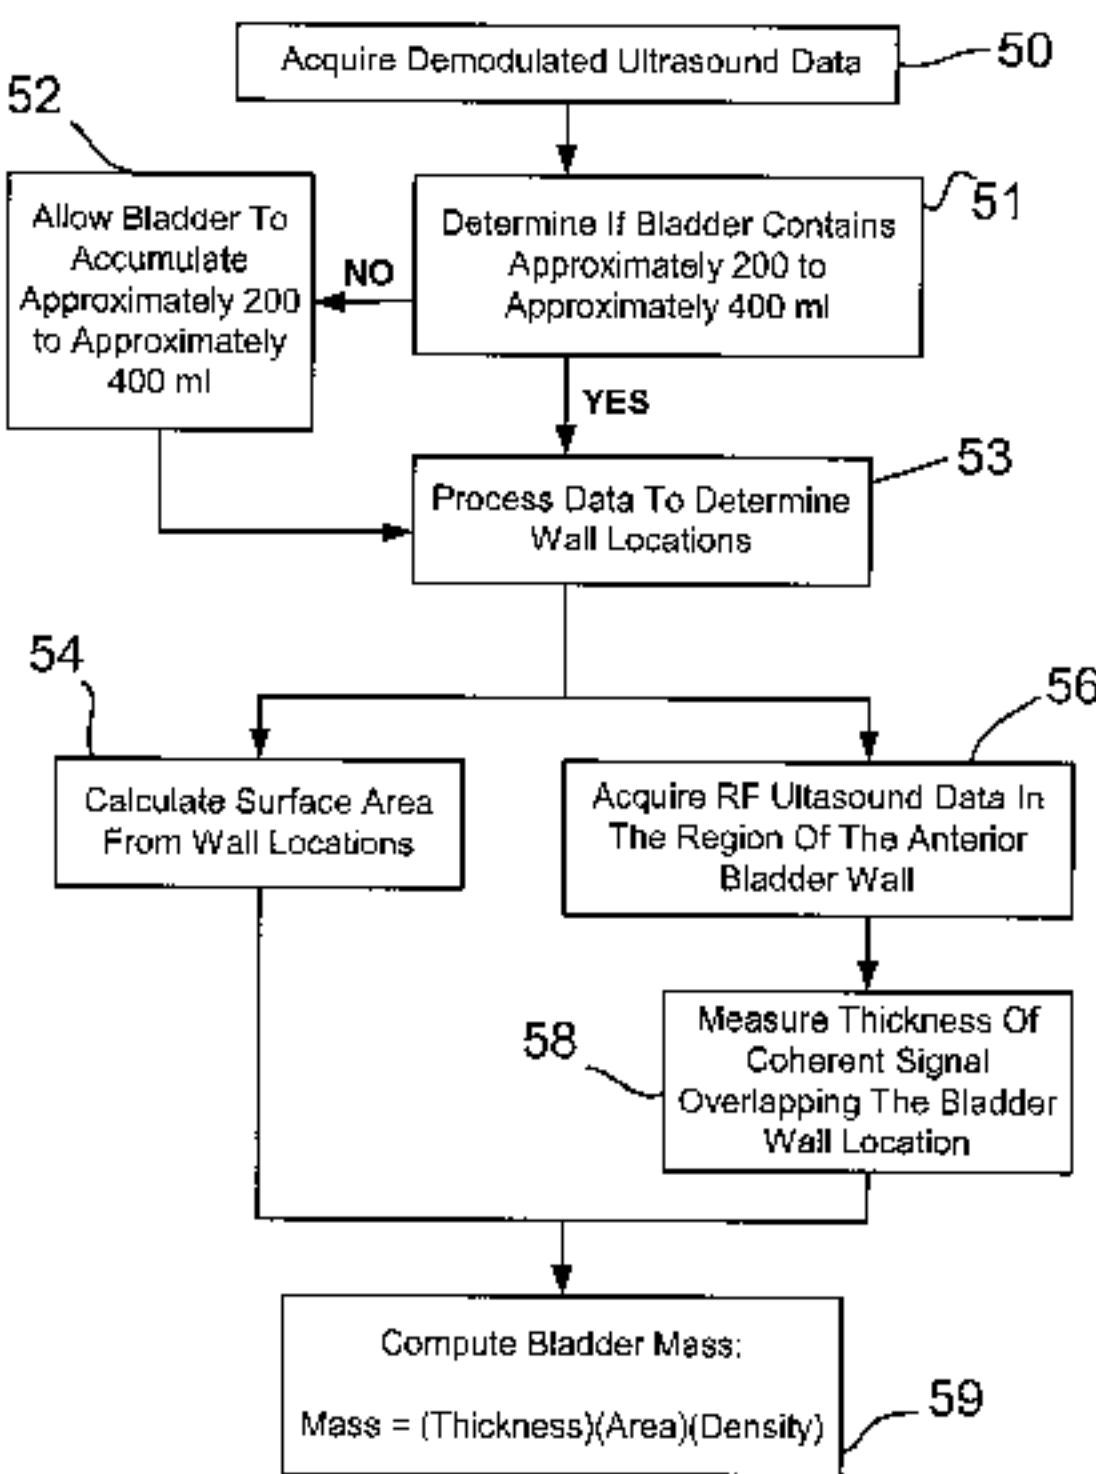 Acquire Demodulated Ultrasound Data
50
52
Allow Bladder To
Accumulate
Approximately 200
to Approximately
400 ml
NO
Determine If Bladder Contains
Approximately 200 to
Approximately 400 ml
51
YES
Process Data To Determine
Wall Locations
53
54
Calculate Surface Area
From Wall Locations
56
Acquire RF Ultasound Data In
The Region Of The Anterior
Bladder Wall
58
Measure Thickness Of
Coherent Signal
Overlapping The Bladder
Wall Location
Compute Bladder Mass:
Mass = (Thickness)(Area)(Density)
59